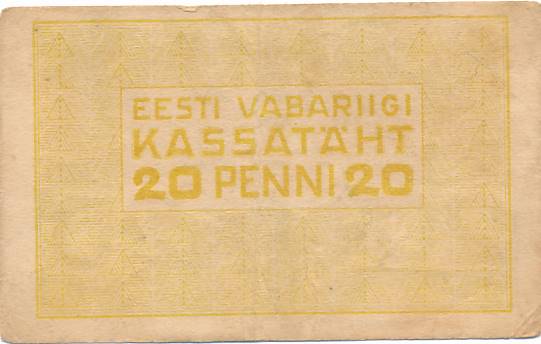 EESTI VABARIIGI
KASSATÄHT
20 PENNI 20